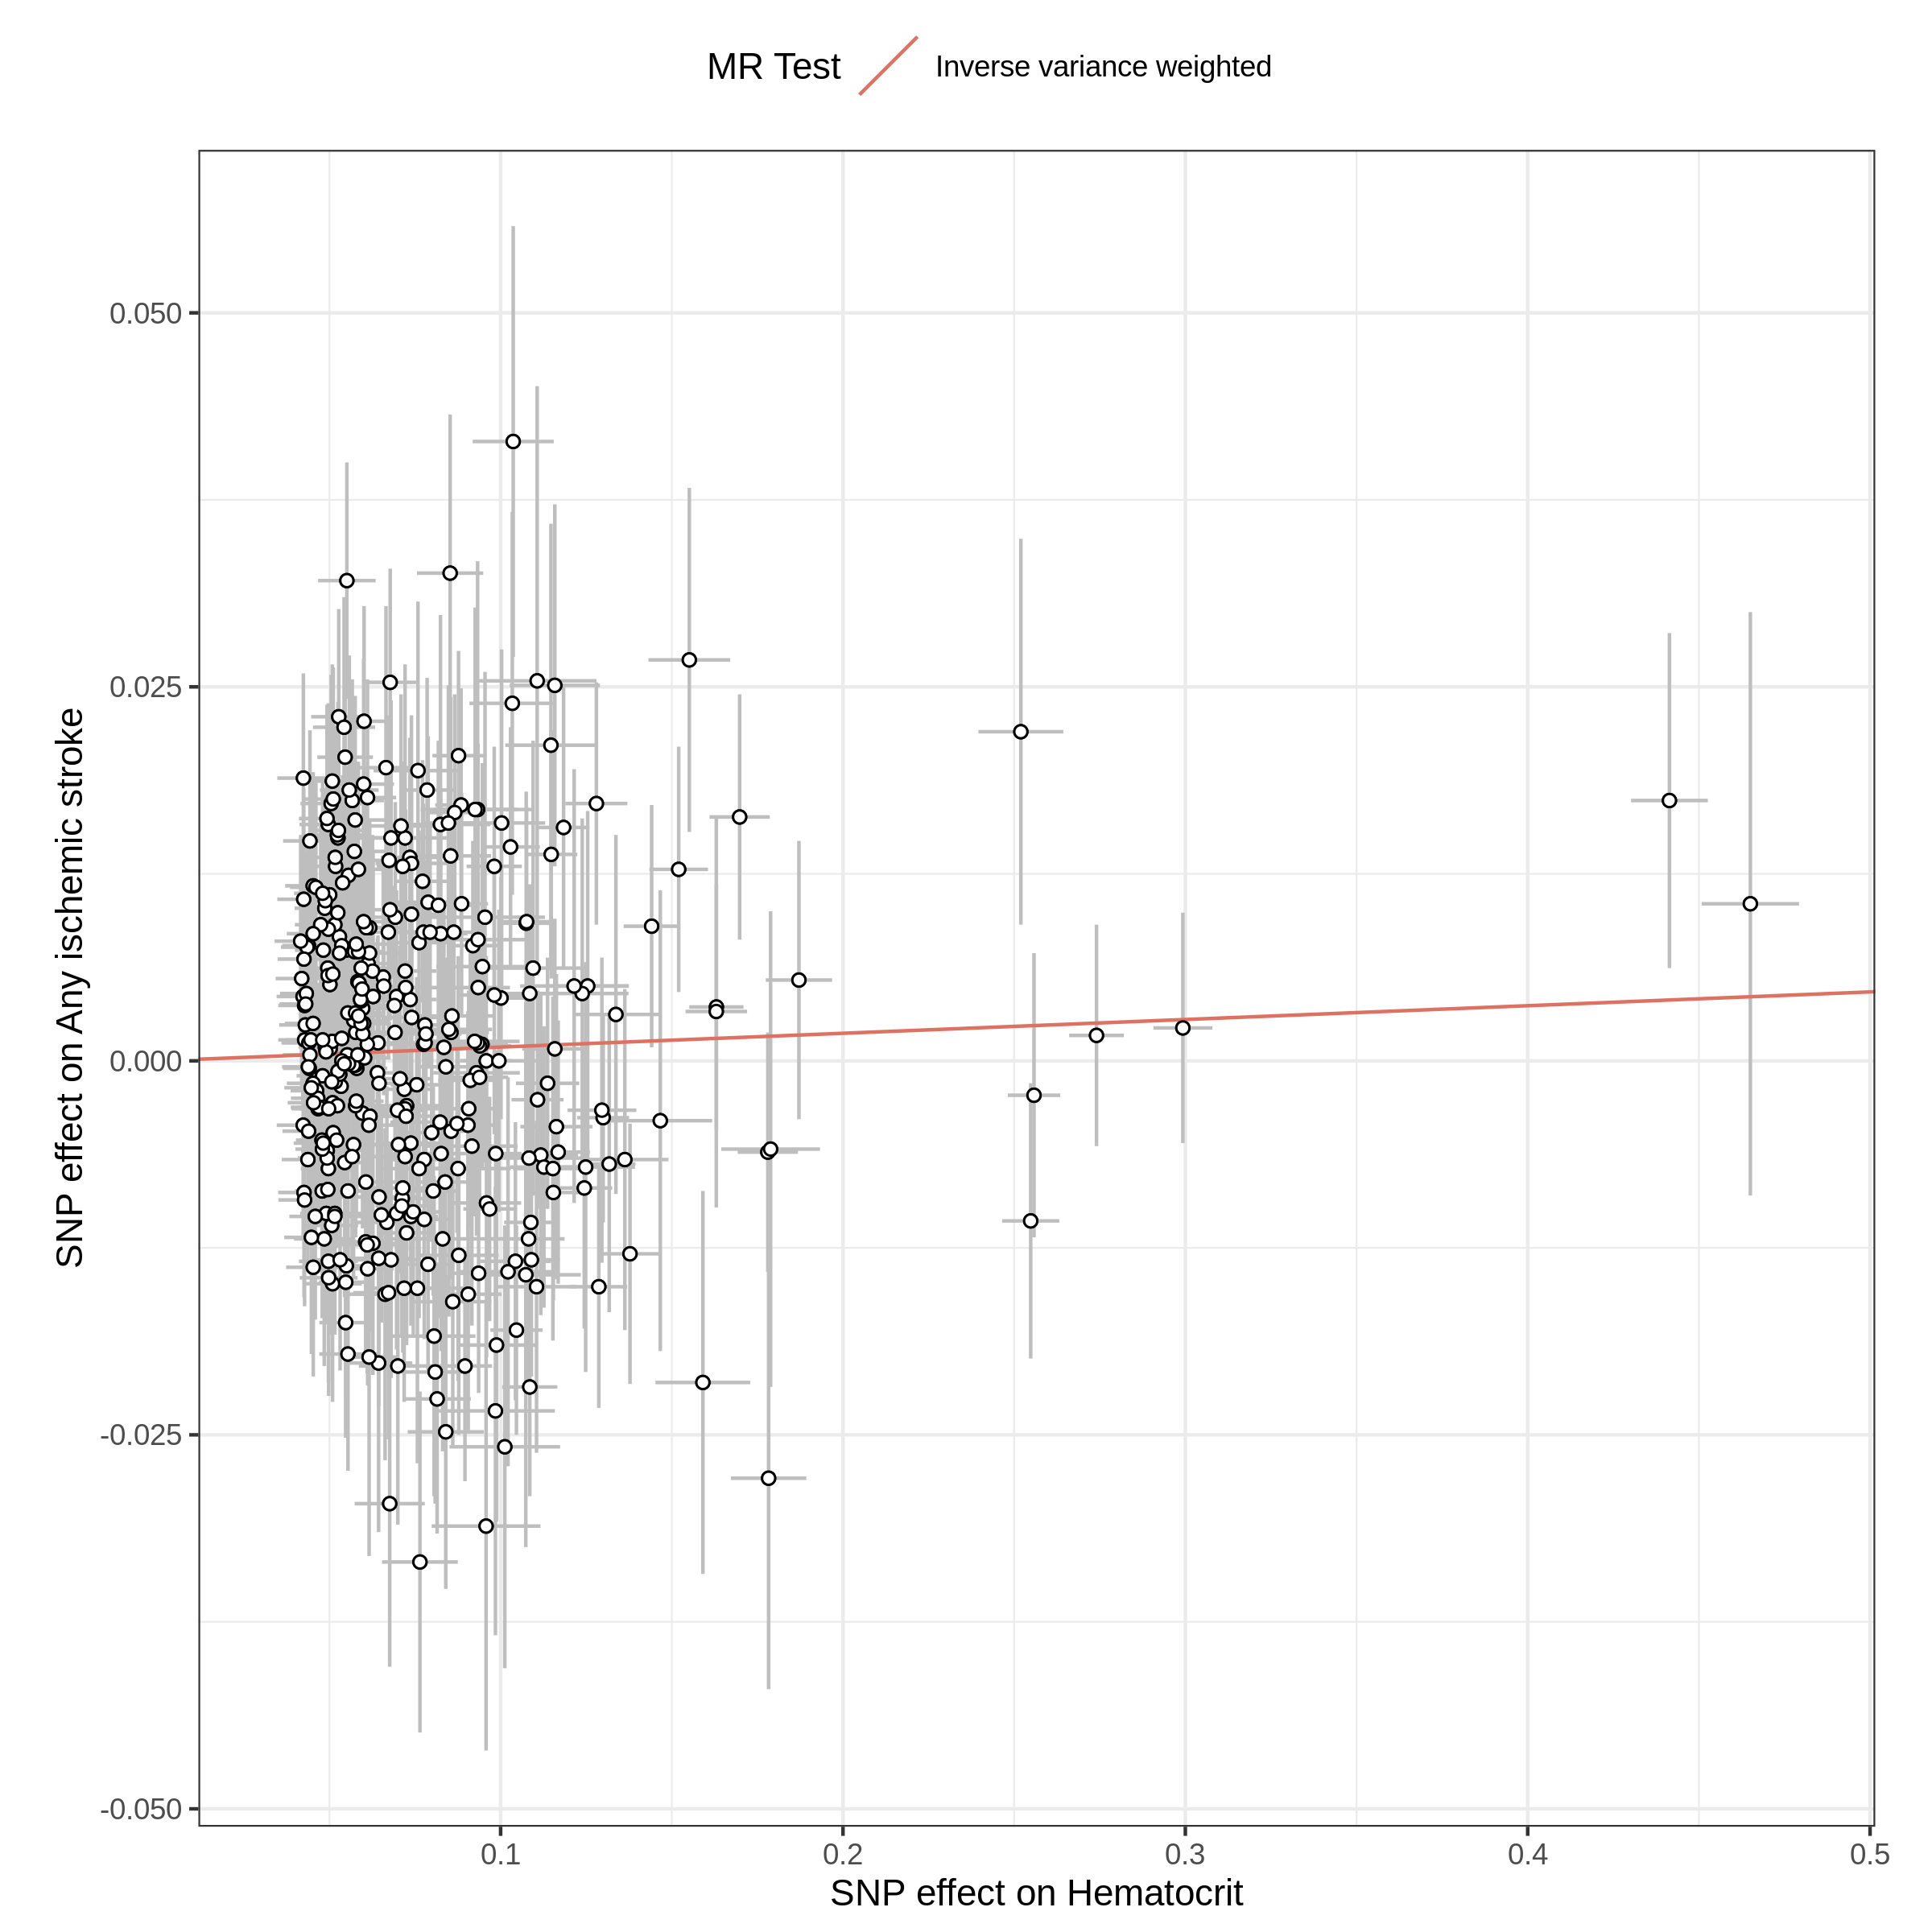 MR Test
Inverse variance weighted
SNP effect on Any ischemic stroke
0.050
0.025
0.000
-0.025
-0.050
0.1
0.2
0.3
0.4
0.5
SNP effect on Hematocrit